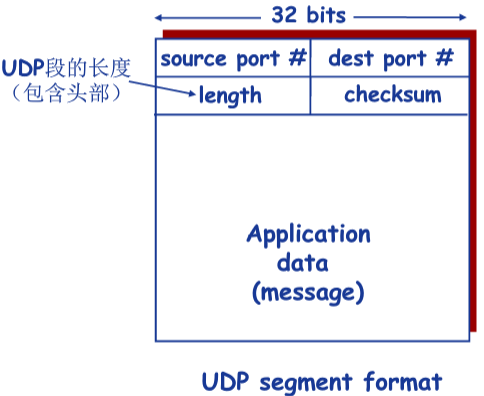 32 bits
source port # dest port #
UDP段的长度
（包含头部）
length checksum
Application
data
(message)
UDP segment format